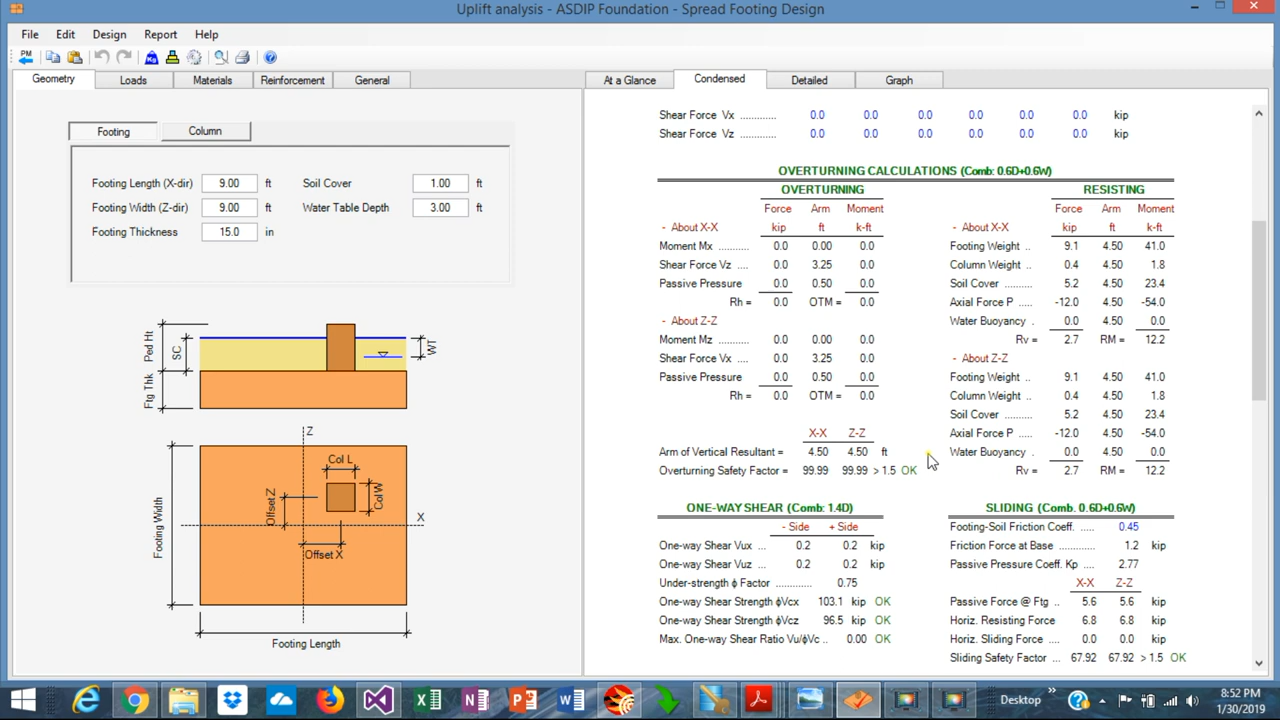 Uplift analysis - ASDIP Foundation - Spread Footing Design
File Edit Design Report Help
Geometry Loads Materials Reinforcement General
At a Glance Condensed Detailed Graph
Footing Column
Footing Length (X-dir) 9.00 ft Soil Cover 1.00 ft
Footing Width (Z-dir) 9.00 ft Water Table Depth 3.00 ft
Footing Thickness 15.0 in
Ped Ht
SC
WT
Ftg Thk
Z
Col L
Col W
Offset Z
X
Offset X
Footing Width
Footing Length
Shear Force Vx ............. 0.0 0.0 0.0 0.0 0.0 0.0 kip
Shear Force Vz ............. 0.0 0.0 0.0 0.0 0.0 0.0 kip
OVERTURNING CALCULATIONS (Comb: 0.6D+0.6W)
OVERTURNING
Force Arm Moment
- About X-X kip ft k-ft
Moment Mx ........... 0.0 0.00 0.0
Shear Force Vz .... 0.0 3.25 0.0
Passive Pressure 0.0 0.50 0.0
Rh = 0.0 OTM = 0.0
- About Z-Z
Moment Mz ........... 0.0 0.00 0.0
Shear Force Vx .... 0.0 3.25 0.0
Passive Pressure 0.0 0.50 0.0
Rh = 0.0 OTM = 0.0
X-X Z-Z
Arm of Vertical Resultant = 4.50 4.50 ft
Overturning Safety Factor = 99.99 99.99 > 1.5 OK
RESISTING
Force Arm Moment
- About X-X kip ft k-ft
Footing Weight .. 9.1 4.50 41.0
Column Weight .. 0.4 4.50 1.8
Soil Cover .......... 5.2 4.50 23.4
Axial Force P .... -12.0 4.50 -54.0
Water Buoyancy . 0.0 4.50 0.0
Rv = 2.7 RM = 12.2
- About Z-Z
Footing Weight .. 9.1 4.50 41.0
Column Weight .. 0.4 4.50 1.8
Soil Cover .......... 5.2 4.50 23.4
Axial Force P .... -12.0 4.50 -54.0
Water Buoyancy . 0.0 4.50 0.0
Rv = 2.7 RM = 12.2
ONE-WAY SHEAR (Comb: 1.4D)
- Side + Side
One-way Shear Vux ... 0.2 0.2 kip
One-way Shear Vuz ... 0.2 0.2 kip
Under-strength ϕ Factor ............. 0.75
One-way Shear Strength ϕVcx 103.1 kip OK
One-way Shear Strength ϕVcz 96.5 kip OK
Max. One-way Shear Ratio Vu/ϕVc .. 0.00 OK
SLIDING (Comb. 0.6D+0.6W)
Footing-Soil Friction Coeff. ..... 0.45
Friction Force at Base ............. 1.2 kip
Passive Pressure Coeff. Kp .... 2.77
X-X Z-Z
Passive Force @ Ftg .. 5.6 5.6 kip
Horiz. Resisting Force 6.8 6.8 kip
Horiz. Sliding Force .... 0.0 0.0 kip
Sliding Safety Factor ... 67.92 67.92 > 1.5 OK
Desktop
8:52 PM
1/30/2019